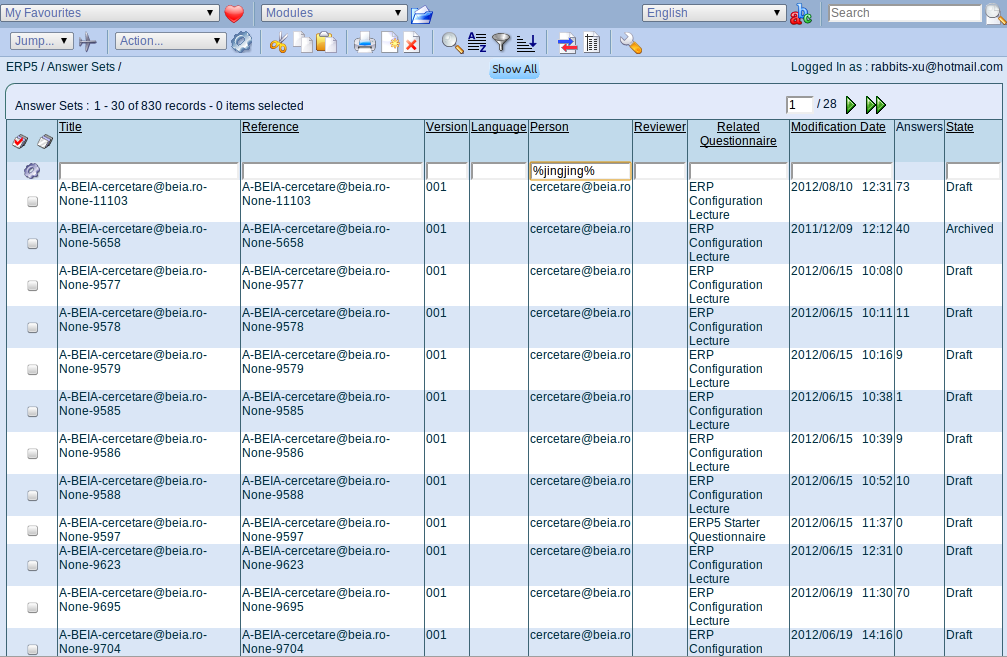 My Favourites Modules English Search
Jump... Action...
ERP5 / Answer Sets / Show All Logged In as : rabbits-xu@hotmail.com
Answer Sets : 1 - 30 of 830 records - 0 items selected 1 / 28
Title Reference Version Language Person Reviewer Related Modification Date Answers State
Questionnaire
%jingjing%
A-BEIA-cercetare@beia.ro- A-BEIA-cercetare@beia.ro- 001 cercetare@beia.ro ERP 2012/08/10 12:31 73 Draft
None-11103 None-11103 Configuration
Lecture
A-BEIA-cercetare@beia.ro- A-BEIA-cercetare@beia.ro- 001 cercetare@beia.ro ERP 2011/12/09 12:12 40 Archived
None-5658 None-5658 Configuration
Lecture
A-BEIA-cercetare@beia.ro- A-BEIA-cercetare@beia.ro- 001 cercetare@beia.ro ERP 2012/06/15 10:08 0 Draft
None-9577 None-9577 Configuration
Lecture
A-BEIA-cercetare@beia.ro- A-BEIA-cercetare@beia.ro- 001 cercetare@beia.ro ERP 2012/06/15 10:11 11 Draft
None-9578 None-9578 Configuration
Lecture
A-BEIA-cercetare@beia.ro- A-BEIA-cercetare@beia.ro- 001 cercetare@beia.ro ERP 2012/06/15 10:16 9 Draft
None-9579 None-9579 Configuration
Lecture
A-BEIA-cercetare@beia.ro- A-BEIA-cercetare@beia.ro- 001 cercetare@beia.ro ERP 2012/06/15 10:38 1 Draft
None-9585 None-9585 Configuration
Lecture
A-BEIA-cercetare@beia.ro- A-BEIA-cercetare@beia.ro- 001 cercetare@beia.ro ERP 2012/06/15 10:39 9 Draft
None-9586 None-9586 Configuration
Lecture
A-BEIA-cercetare@beia.ro- A-BEIA-cercetare@beia.ro- 001 cercetare@beia.ro ERP 2012/06/15 10:52 10 Draft
None-9588 None-9588 Configuration
Lecture
A-BEIA-cercetare@beia.ro- A-BEIA-cercetare@beia.ro- 001 cercetare@beia.ro ERP5 Starter 2012/06/15 11:37 0 Draft
None-9597 None-9597 Questionnaire
A-BEIA-cercetare@beia.ro- A-BEIA-cercetare@beia.ro- 001 cercetare@beia.ro ERP 2012/06/15 12:31 0 Draft
None-9623 None-9623 Configuration
Lecture
A-BEIA-cercetare@beia.ro- A-BEIA-cercetare@beia.ro- 001 cercetare@beia.ro ERP 2012/06/19 11:30 70 Draft
None-9695 None-9695 Configuration
Lecture
A-BEIA-cercetare@beia.ro- A-BEIA-cercetare@beia.ro- 001 cercetare@beia.ro ERP 2012/06/19 14:16 0 Draft
None-9704 None-9704 Configuration